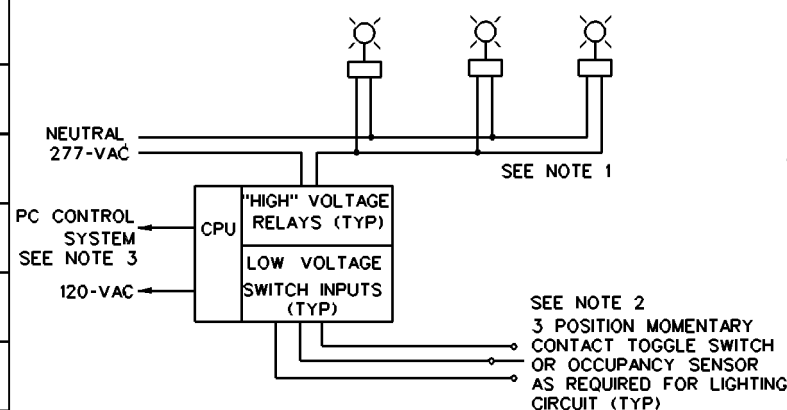 NEUTRAL
277-VAC
SEE NOTE 1
"HIGH" VOLTAGE
RELAYS (TYP)
CPU
PC CONTROL
SYSTEM
SEE NOTE 3
LOW VOLTAGE
SWITCH INPUTS
(TYP)
120-VAC
SEE NOTE 2
3 POSITION MOMENTARY
CONTACT TOGGLE SWITCH
OR OCCUPANCY SENSOR
AS REQUIRED FOR LIGHTING
CIRCUIT (TYP)